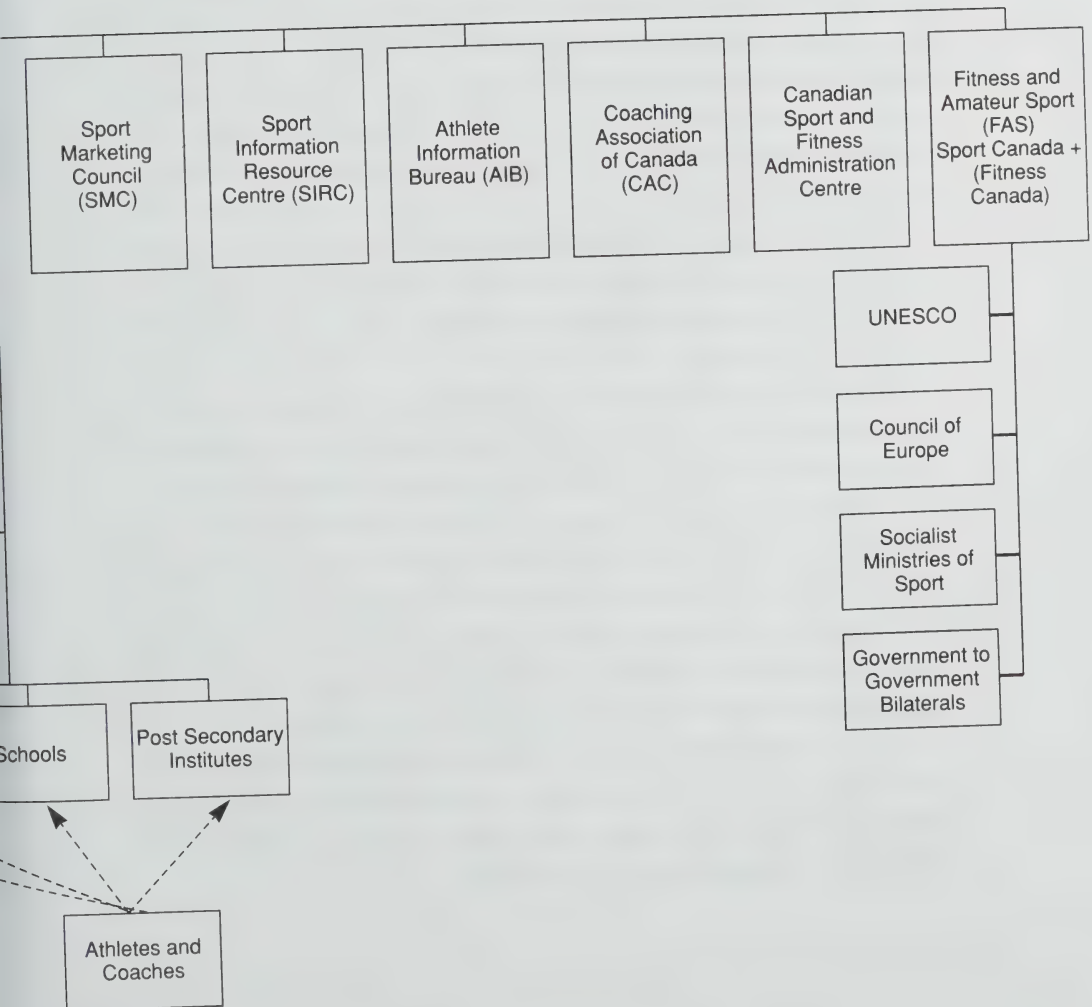 Sport
Marketing
Council
(SMC)
Sport
Information
Resource
Centre (SIRC)
Athlete
Information
Bureau (AIB)
Coaching
Association
of Canada
(CAC)
Canadian
Sport and
Fitness
Administration
Centre
Fitness and
Amateur Sport
(FAS)
Sport Canada +
(Fitness
Canada)
UNESCO
Council of
Europe
Socialist
Ministries of
Sport
Government to
Government
Bilaterals
Schools
Post Secondary
Institutes
Athletes and
Coaches